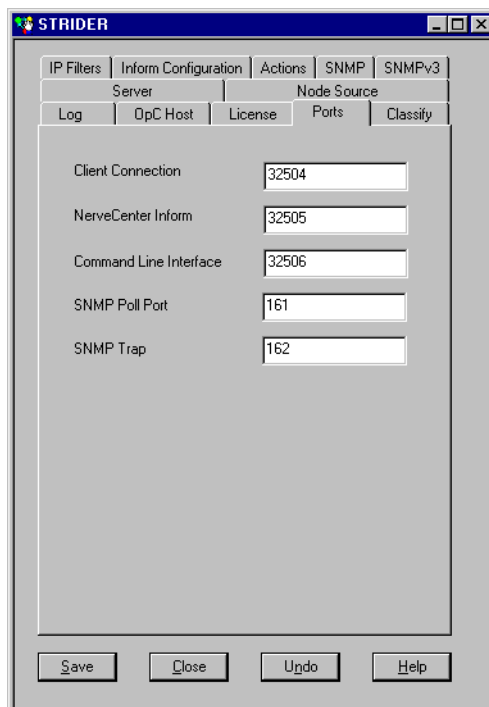 STRIDER
IP Filters Inform Configuration Actions SNMP SNMPv3
Server Node Source
Log OpC Host License Ports Classify
Client Connection 32504
NerveCenter Inform 32505
Command Line Interface 32506
SNMP Poll Port 161
SNMP Trap 162
Save Close Undo Help